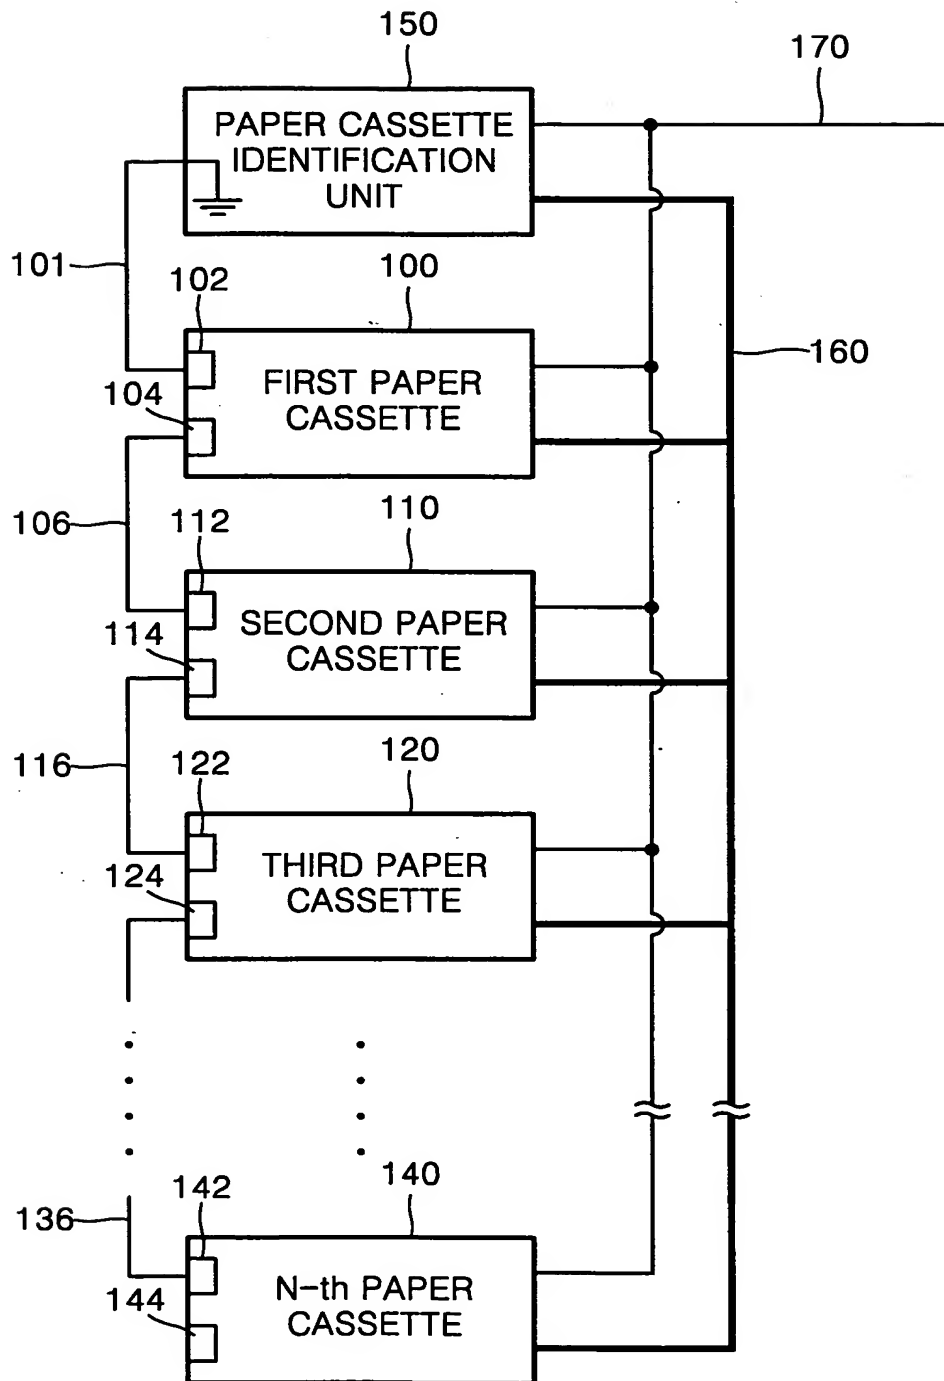 150
170
PAPER CASSETTE
IDENTIFICATION
UNIT
101
102
100
160
104
FIRST PAPER
CASSETTE
106
112
110
114
SECOND PAPER
CASSETTE
116
122
120
124
THIRD PAPER
CASSETTE
136
142
140
144
N-th PAPER
CASSETTE